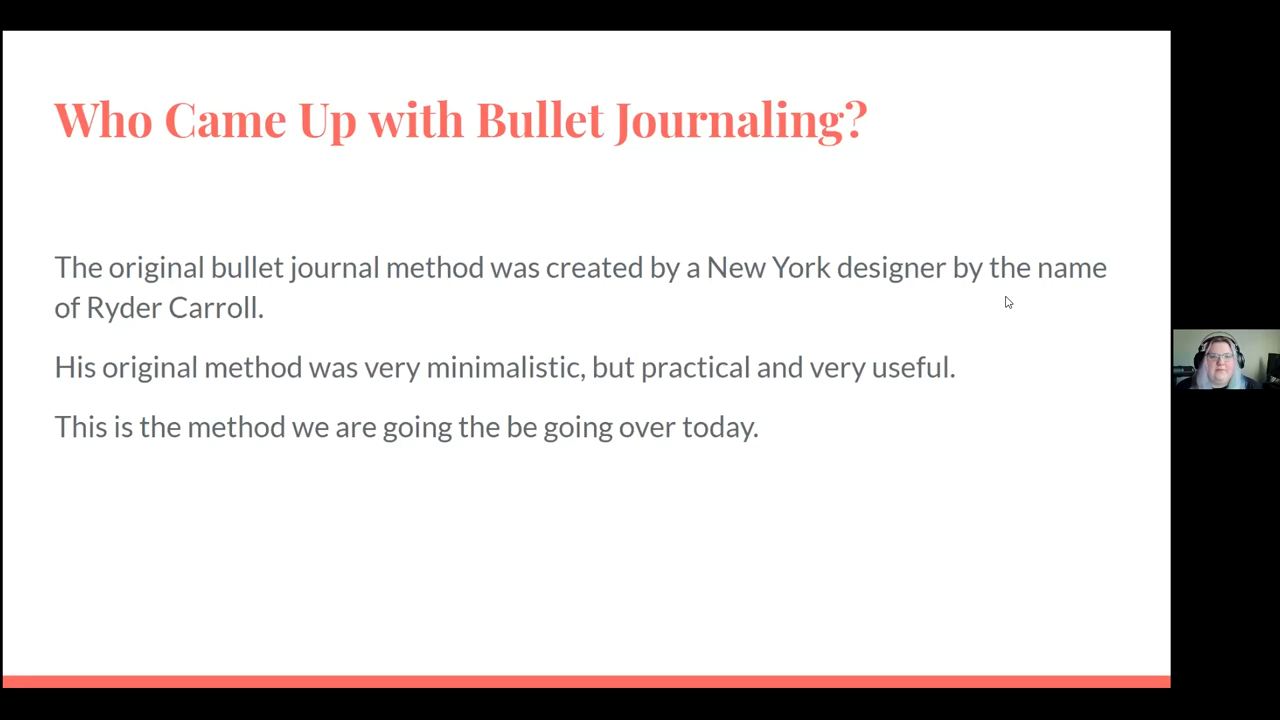 Who Came Up with Bullet Journaling?
The original bullet journal method was created by a New York designer by the name
of Ryder Carroll.
His original method was very minimalistic, but practical and very useful.
This is the method we are going the be going over today.